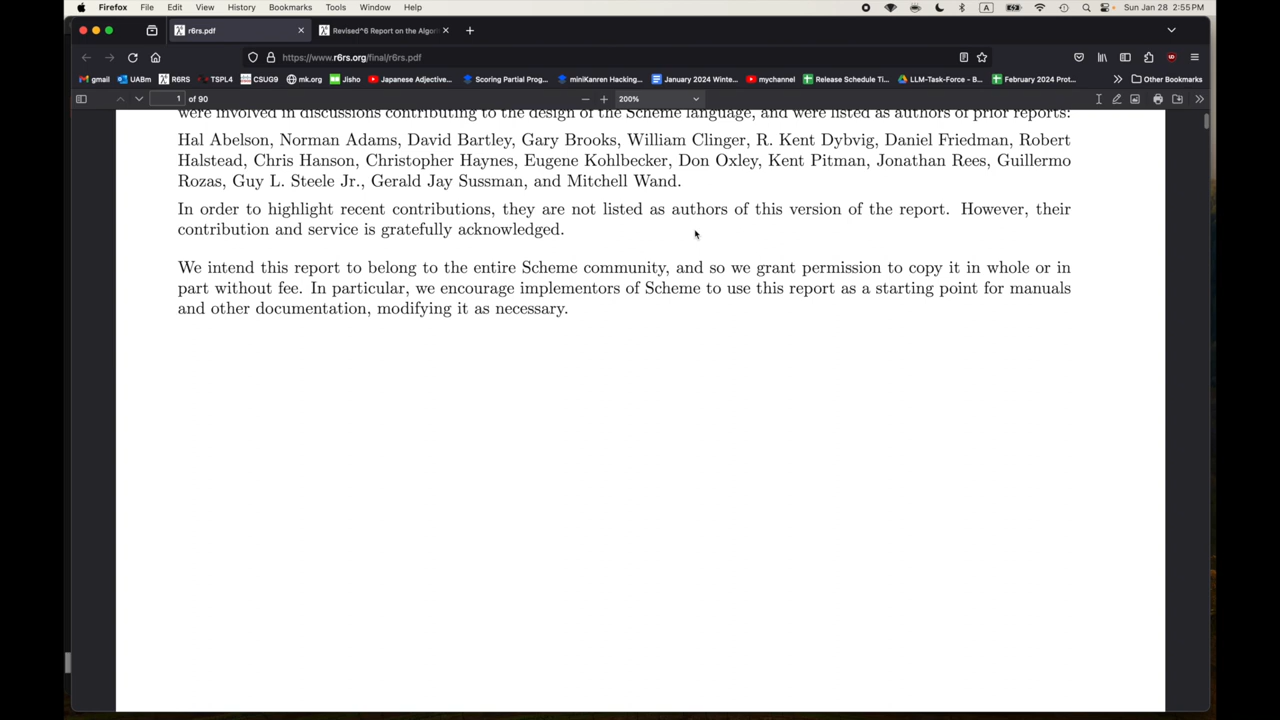 Firefox File Edit View History Bookmarks Tools Window Help A Sun Jan 28 2:55 PM
r6rs.pdf Revised^6 Report on the Algor
https://www.r6rs.org/final/r6rs.pdf
gmail UABm R6RS TSPL4 CSUG9 mk.org Jisho Japanese Adjective... Scoring Partial Prog... miniKanren Hacking... January 2024 Winte... mychannel Release Schedule Ti... LLM-Task-Force - B... February 2024 Prot... Other Bookmarks
1 of 90 200%
were involved in discussions contributing to the design of the Scheme language, and were listed as authors of prior reports:
Hal Abelson, Norman Adams, David Bartley, Gary Brooks, William Clinger, R. Kent Dybvig, Daniel Friedman, Robert
Halstead, Chris Hanson, Christopher Haynes, Eugene Kohlbecker, Don Oxley, Kent Pitman, Jonathan Rees, Guillermo
Rozas, Guy L. Steele Jr., Gerald Jay Sussman, and Mitchell Wand.
In order to highlight recent contributions, they are not listed as authors of this version of the report. However, their
contribution and service is gratefully acknowledged.
We intend this report to belong to the entire Scheme community, and so we grant permission to copy it in whole or in
part without fee. In particular, we encourage implementors of Scheme to use this report as a starting point for manuals
and other documentation, modifying it as necessary.